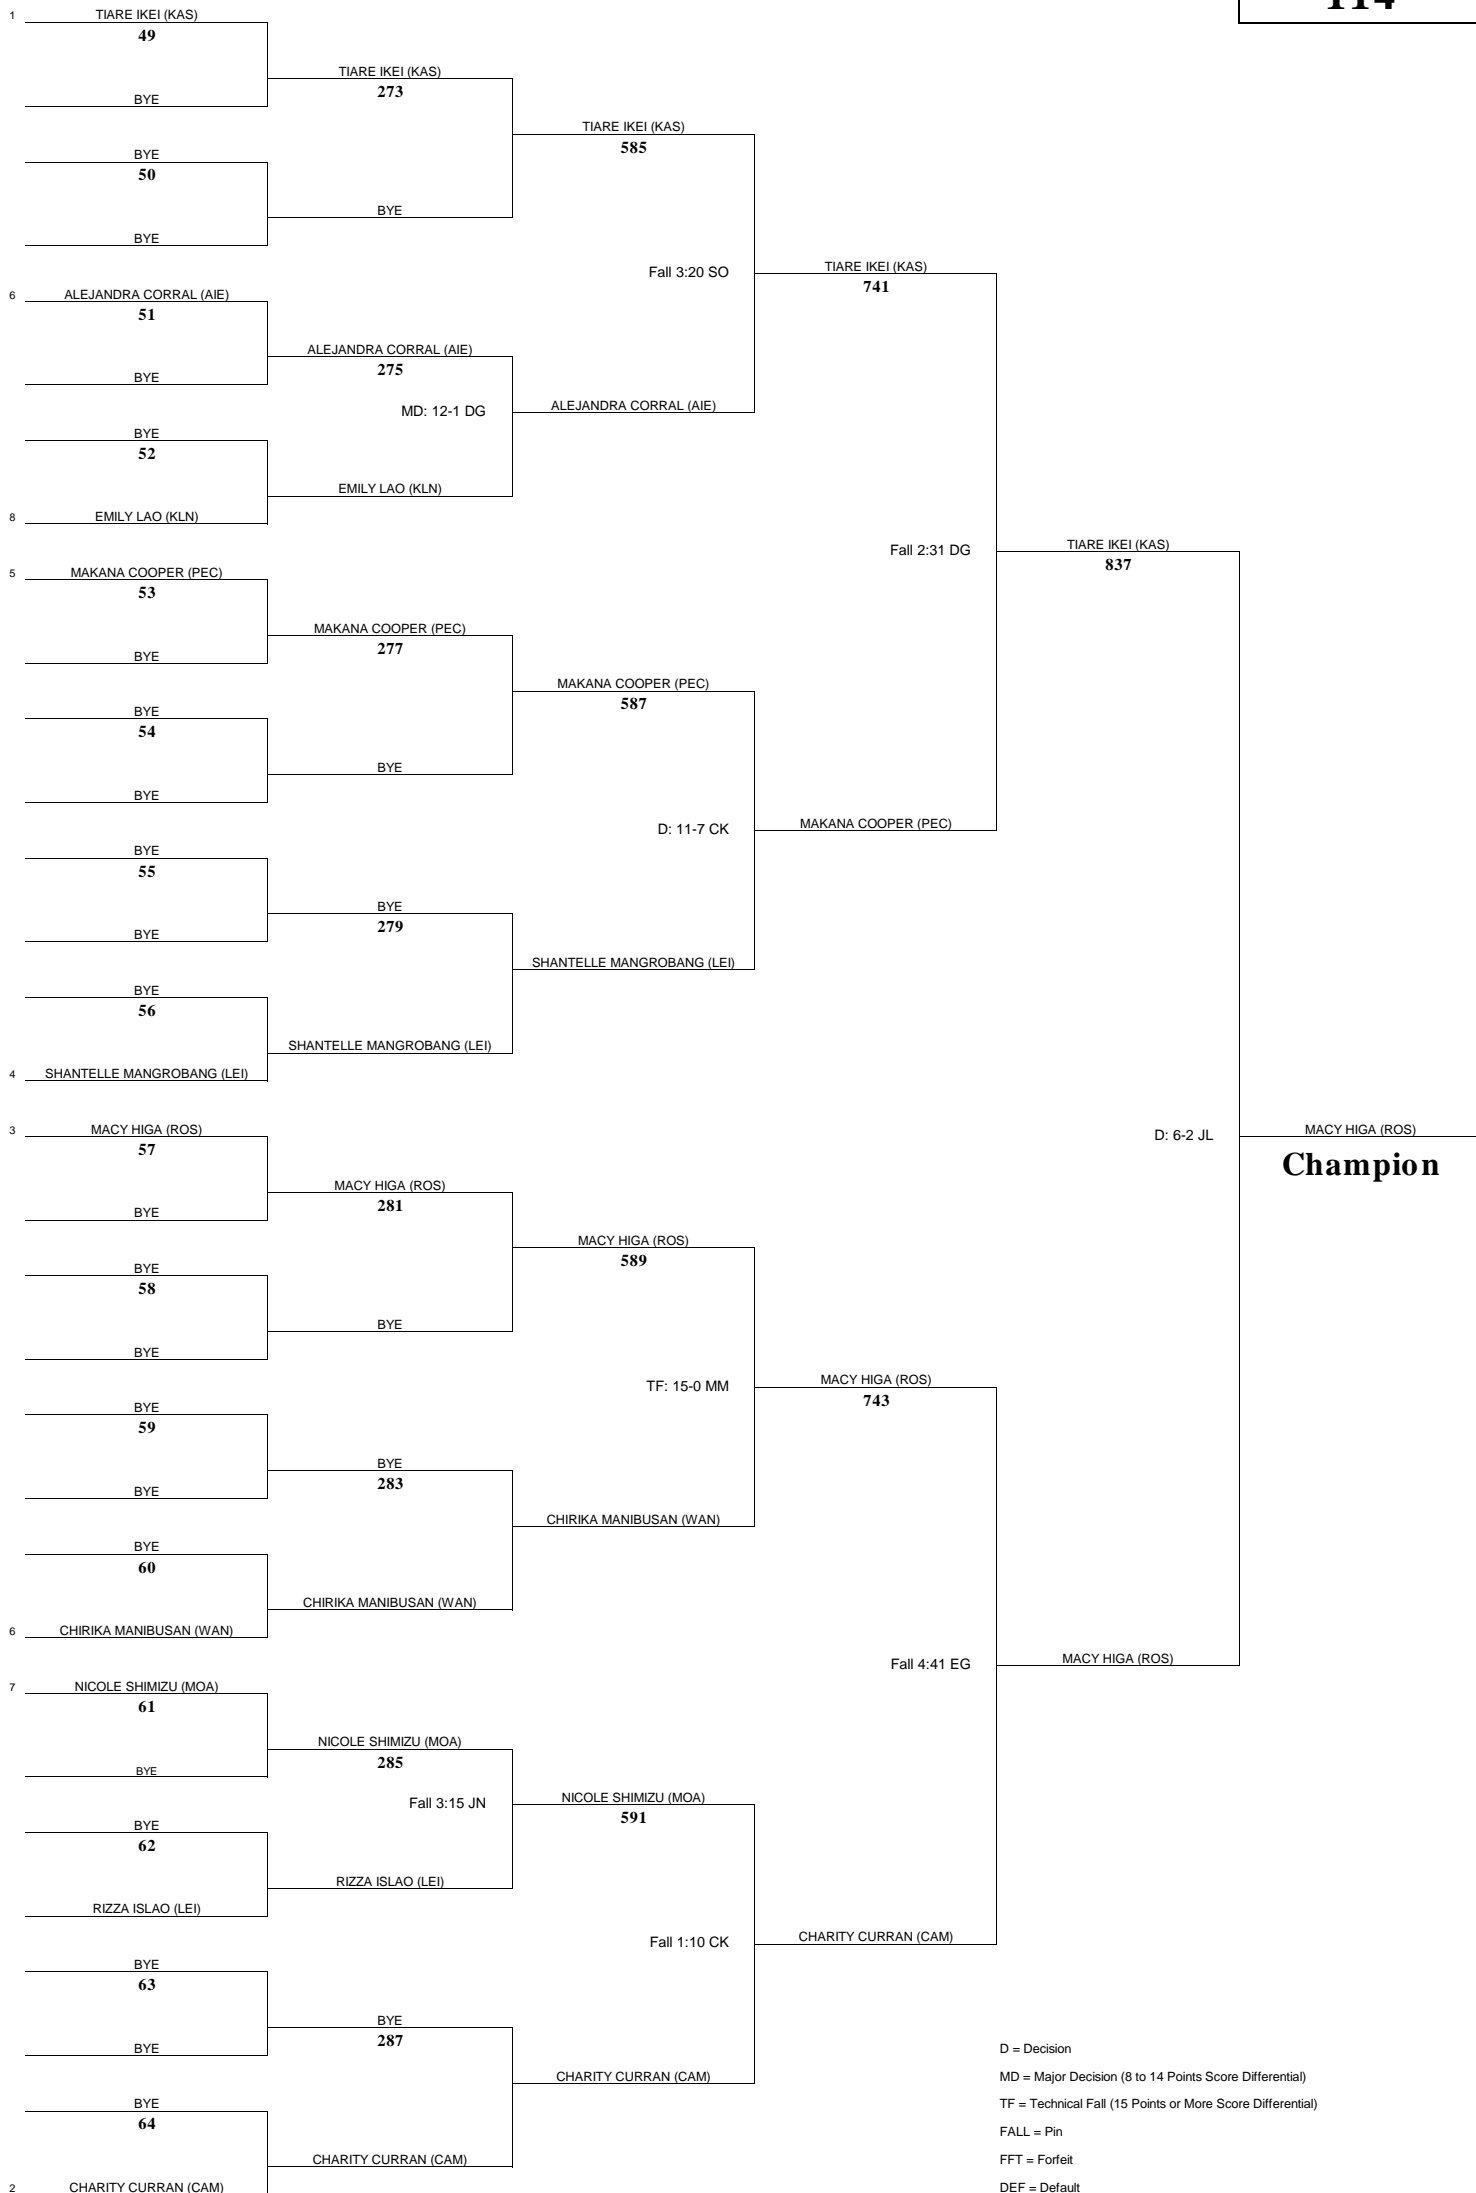 114
1 TIARE IKEI (KAS)
49
BYE
BYE
50
BYE
6 ALEJANDRA CORRAL (AIE)
51
BYE
BYE
52
8 EMILY LAO (KLN)
5 MAKANA COOPER (PEC)
53
BYE
BYE
54
BYE
BYE
55
BYE
BYE
56
4 SHANTELLE MANGROBANG (LEI)
3 MACY HIGA (ROS)
57
BYE
BYE
58
BYE
BYE
59
BYE
BYE
60
6 CHIRIKA MANIBUSAN (WAN)
7 NICOLE SHIMIZU (MOA)
61
BYE
BYE
62
RIZZA ISLAO (LEI)
BYE
63
BYE
BYE
64
2 CHARITY CURRAN (CAM)
TIARE IKEI (KAS)
273
BYE
ALEJANDRA CORRAL (AIE)
275
MD: 12-1 DG
EMILY LAO (KLN)
MAKANA COOPER (PEC)
277
BYE
BYE
279
SHANTELLE MANGROBANG (LEI)
MACY HIGA (ROS)
281
BYE
BYE
283
CHIRIKA MANIBUSAN (WAN)
NICOLE SHIMIZU (MOA)
285
Fall 3:15 JN
RIZZA ISLAO (LEI)
BYE
287
CHARITY CURRAN (CAM)
TIARE IKEI (KAS)
585
Fall 3:20 SO
ALEJANDRA CORRAL (AIE)
MAKANA COOPER (PEC)
587
D: 11-7 CK
SHANTELLE MANGROBANG (LEI)
MACY HIGA (ROS)
589
TF: 15-0 MM
CHIRIKA MANIBUSAN (WAN)
NICOLE SHIMIZU (MOA)
591
Fall 1:10 CK
CHARITY CURRAN (CAM)
TIARE IKEI (KAS)
741
Fall 2:31 DG
MAKANA COOPER (PEC)
MACY HIGA (ROS)
743
Fall 4:41 EG
CHARITY CURRAN (CAM)
TIARE IKEI (KAS)
837
D: 6-2 JL
MACY HIGA (ROS)
MACY HIGA (ROS)
Champion
D = Decision
MD = Major Decision (8 to 14 Points Score Differential)
TF = Technical Fall (15 Points or More Score Differential)
FALL = Pin
FFT = Forfeit
DEF = Default